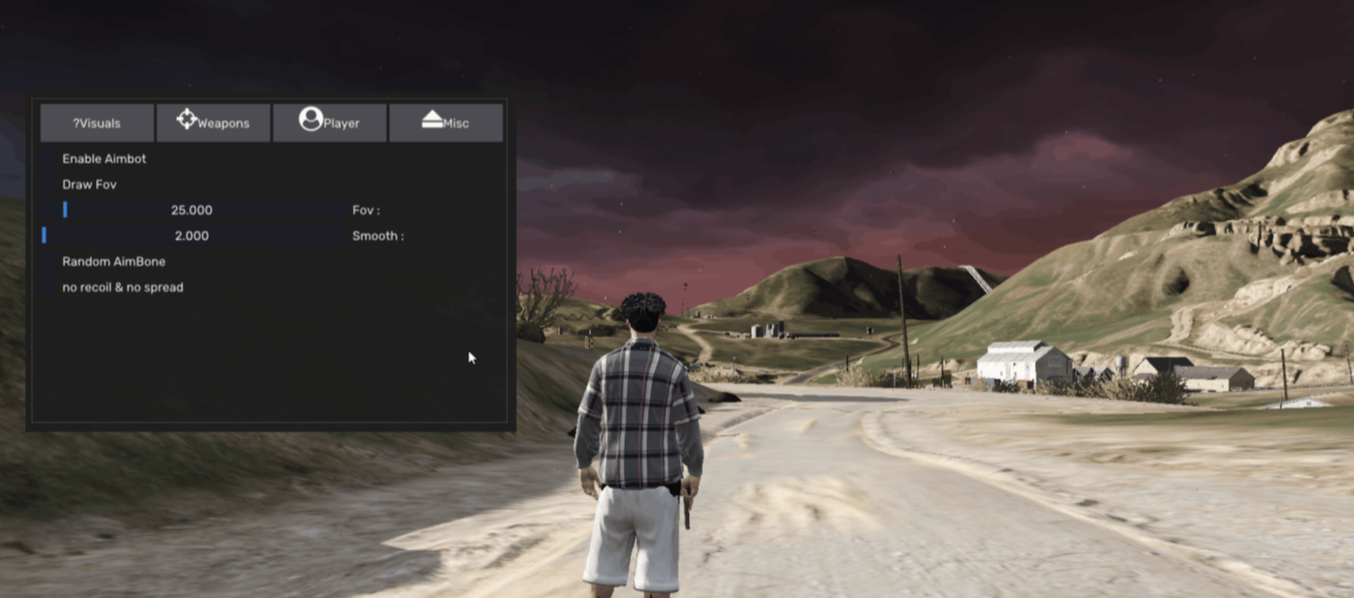 ?Visuals Weapons Player Misc
Enable Aimbot
Draw Fov
25.000 Fov :
2.000 Smooth :
Random AimBone
no recoil & no spread